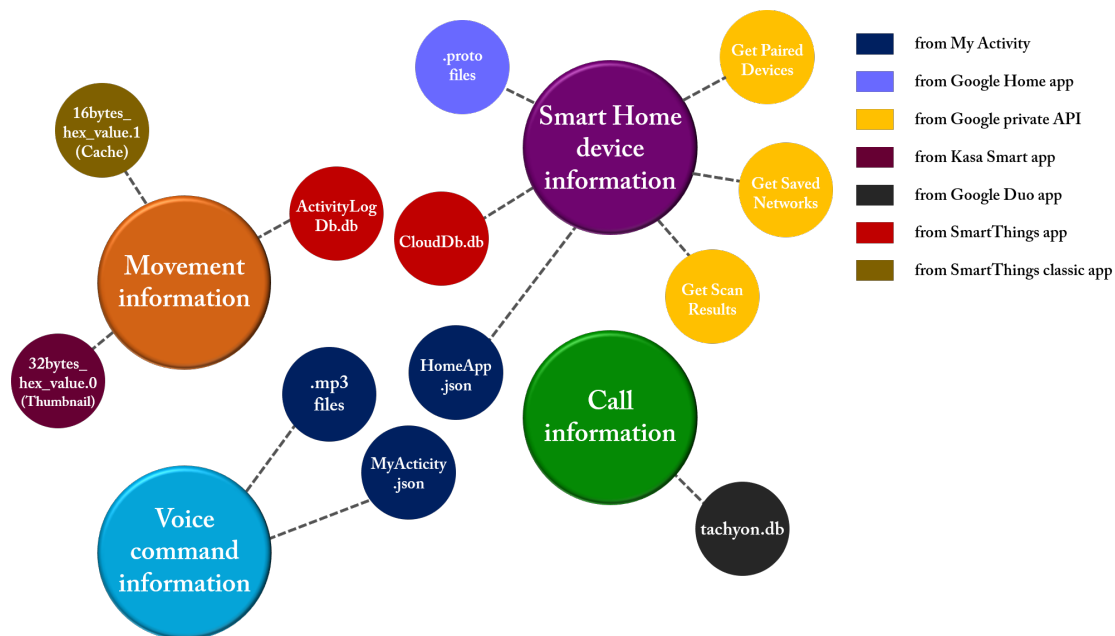 .proto
files
Get Paired
Devices
16bytes_
hex_value.1
(Cache)
Smart Home
device
information
ActivityLog
Db.db
CloudDb.db
Get Saved
Networks
Movement
information
Get Scan
Results
32bytes_
hex_value.0
(Thumbnail)
HomeApp
.json
.mp3
files
Call
information
MyActicity
.json
Voice
command
information
tachyon.db
from My Activity
from Google Home app
from Google private API
from Kasa Smart app
from Google Duo app
from SmartThings app
from SmartThings classic app